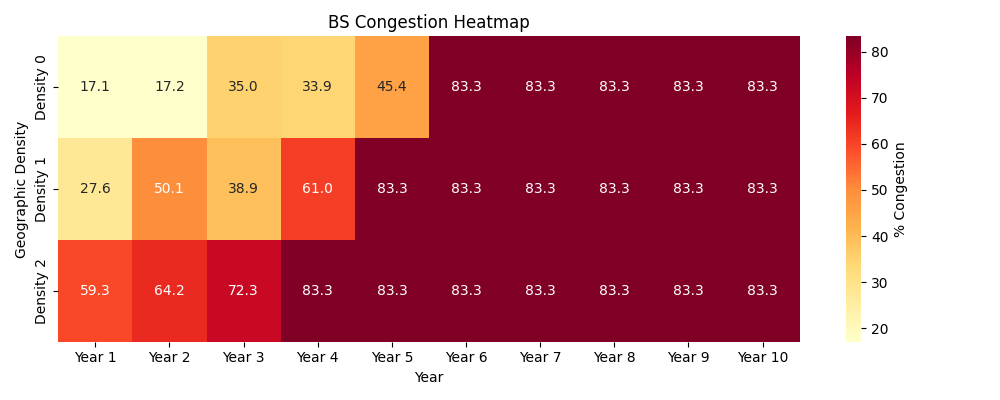 BS Congestion Heatmap
Geographic Density
Density 0
17.1 17.2 35.0 33.9 45.4 83.3 83.3 83.3 83.3 83.3
Density 1
27.6 50.1 38.9 61.0 83.3 83.3 83.3 83.3 83.3 83.3
Density 2
59.3 64.2 72.3 83.3 83.3 83.3 83.3 83.3 83.3 83.3
Year 1 Year 2 Year 3 Year 4 Year 5 Year 6 Year 7 Year 8 Year 9 Year 10
Year
80
70
60
50
40
30
20
% Congestion